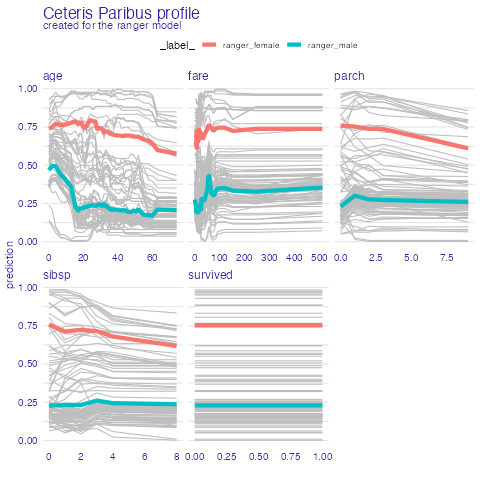 Ceteris Paribus profile
created for the ranger model
_label_ ranger_female ranger_male
age fare parch
1.00
0.75
0.50
0.25
0.00
0 20 40 60 0 100 200 300 400 500 0.0 2.5 5.0 7.5
prediction
sibsp survived
1.00
0.75
0.50
0.25
0.00
0 2 4 6 8 0.00 0.25 0.50 0.75 1.00